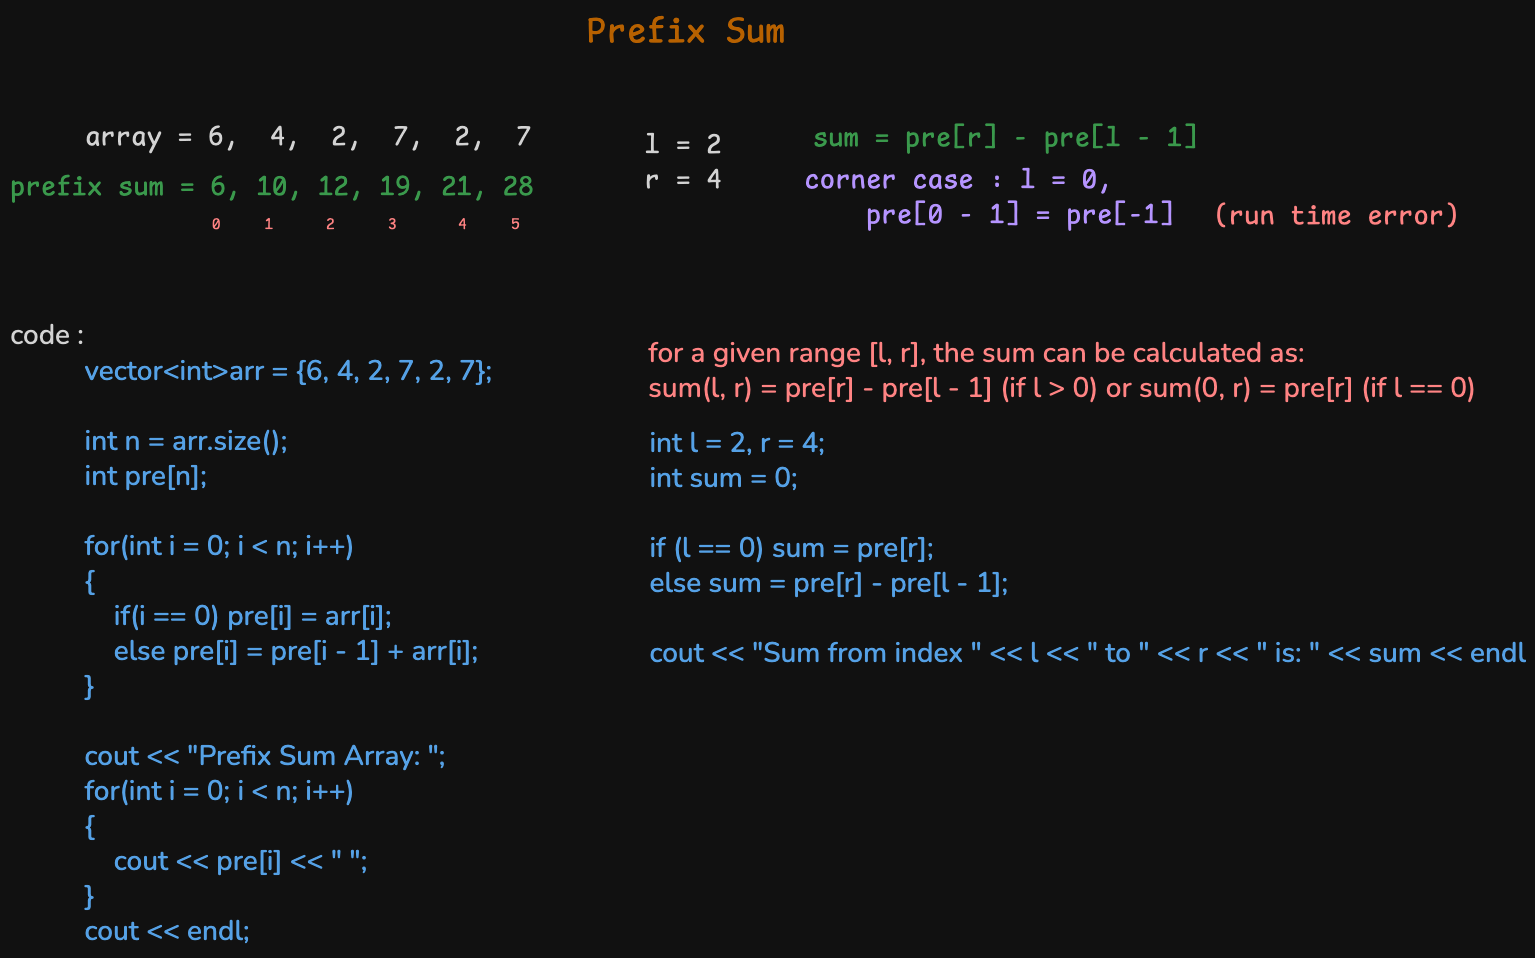 Prefix Sum
array = 6, 4, 2, 7, 2, 7
prefix sum = 6, 10, 12, 19, 21, 28
0 1 2 3 4 5
l = 2
r = 4
sum = pre[r] - pre[l - 1]
corner case : l = 0,
pre[0 - 1] = pre[-1] (run time error)
code :
vector<int>arr = {6, 4, 2, 7, 2, 7};
int n = arr.size();
int pre[n];
for(int i = 0; i < n; i++)
{
if(i == 0) pre[i] = arr[i];
else pre[i] = pre[i - 1] + arr[i];
}
cout << "Prefix Sum Array: ";
for(int i = 0; i < n; i++)
{
cout << pre[i] << " ";
}
cout << endl;
for a given range [l, r], the sum can be calculated as:
sum(l, r) = pre[r] - pre[l - 1] (if l > 0) or sum(0, r) = pre[r] (if l == 0)
int l = 2, r = 4;
int sum = 0;
if (l == 0) sum = pre[r];
else sum = pre[r] - pre[l - 1];
cout << "Sum from index " << l << " to " << r << " is: " << sum << endl